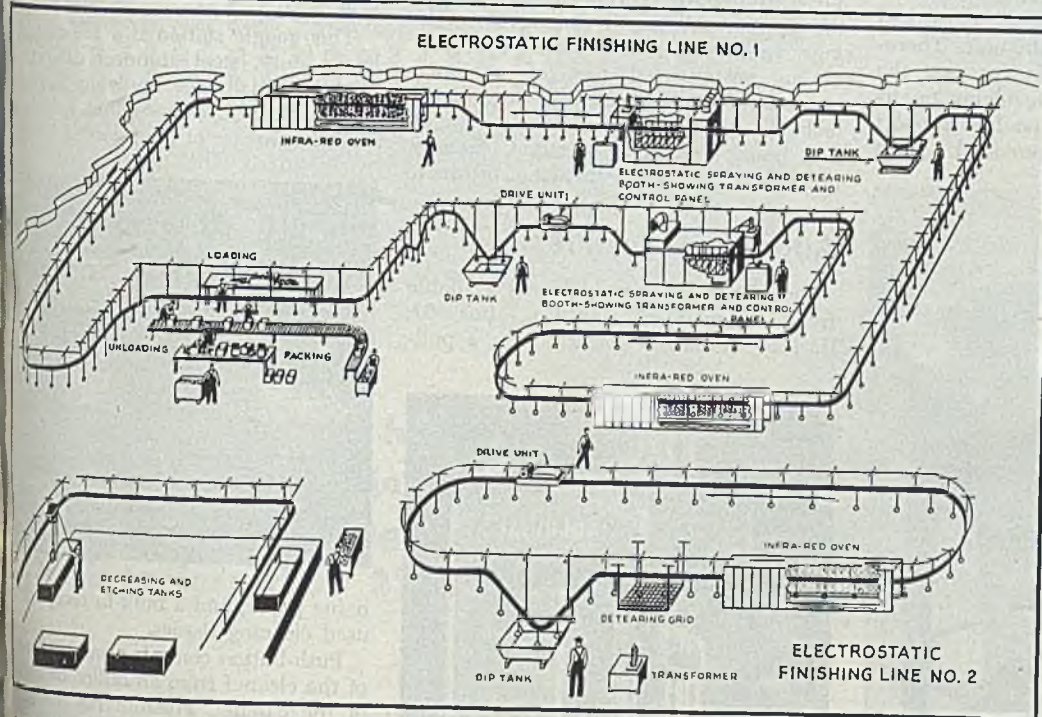 ELECTROSTATIC FINISHING LINE NO. 1
INFRA-RED OVEN
DIP TANK
ELECTROSTATIC SPRAYING AND DETEARING
BOOTH-SHOWING TRANSFORMER AND
CONTROL PANEL
DRIVE UNIT
LOADING
DIP TANK
ELECTROSTATIC SPRAYING AND DETEARING
BOOTH-SHOWING TRANSFORMER AND CONTROL
PANEL
UNLOADING
PACKING
INFRA-RED OVEN
DRIVE UNIT
INFRA-RED OVEN
DECREASING AND
ETCHING TANKS
DETEARING GRID
DIP TANK
TRANSFORMER
ELECTROSTATIC
FINISHING LINE NO. 2